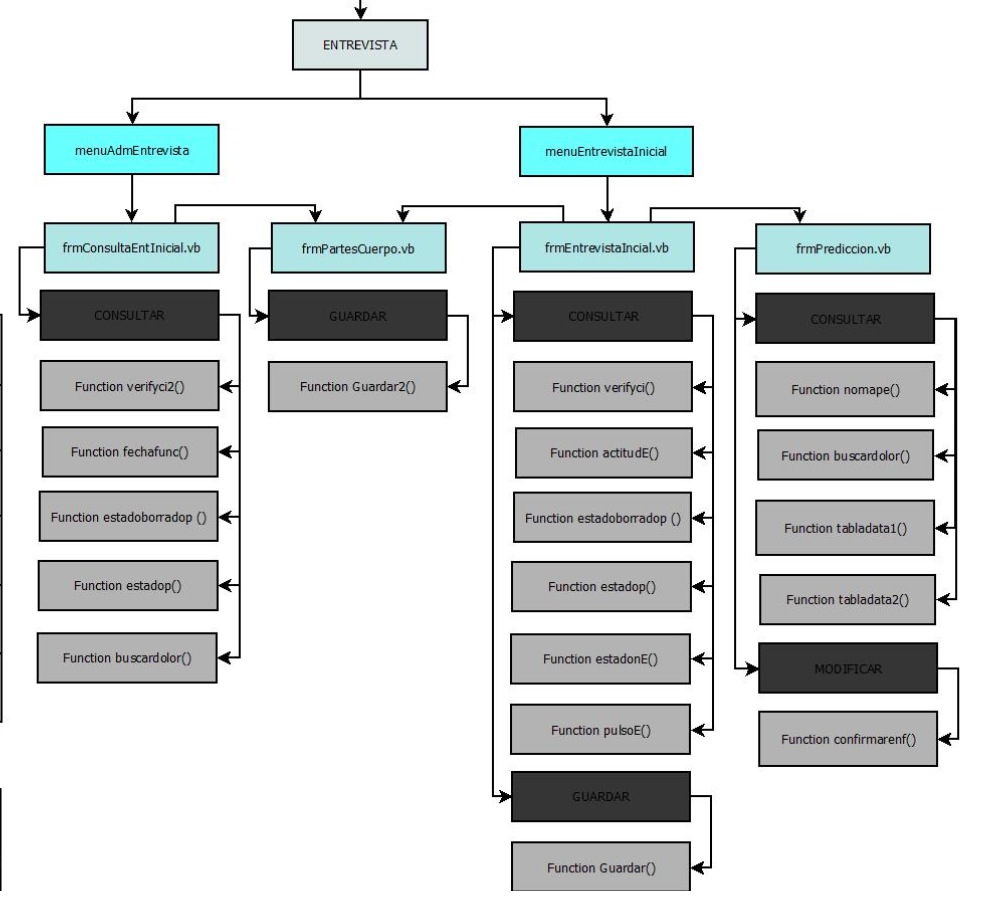 ENTREVISTA
menuAdmEntrevista
menuEntrevistaInicial
frmConsultaEntInicial.vb
frmPartesCuerpo.vb
frmEntrevistaIncial.vb
frmPrediccion.vb
CONSULTAR
GUARDAR
CONSULTAR
CONSULTAR
Function verifyci2()
Function Guardar2()
Function verifyci()
Function nomape()
Function fechafunc()
Function actitudE()
Function buscardolor()
Function estadoborradop ()
Function estadoborradop ()
Function tabladata1()
Function estadop()
Function estadop()
Function tabladata2()
Function buscardolor()
Function estadonE()
MODIFICAR
Function pulsoE()
Function confirmarenf()
GUARDAR
Function Guardar()